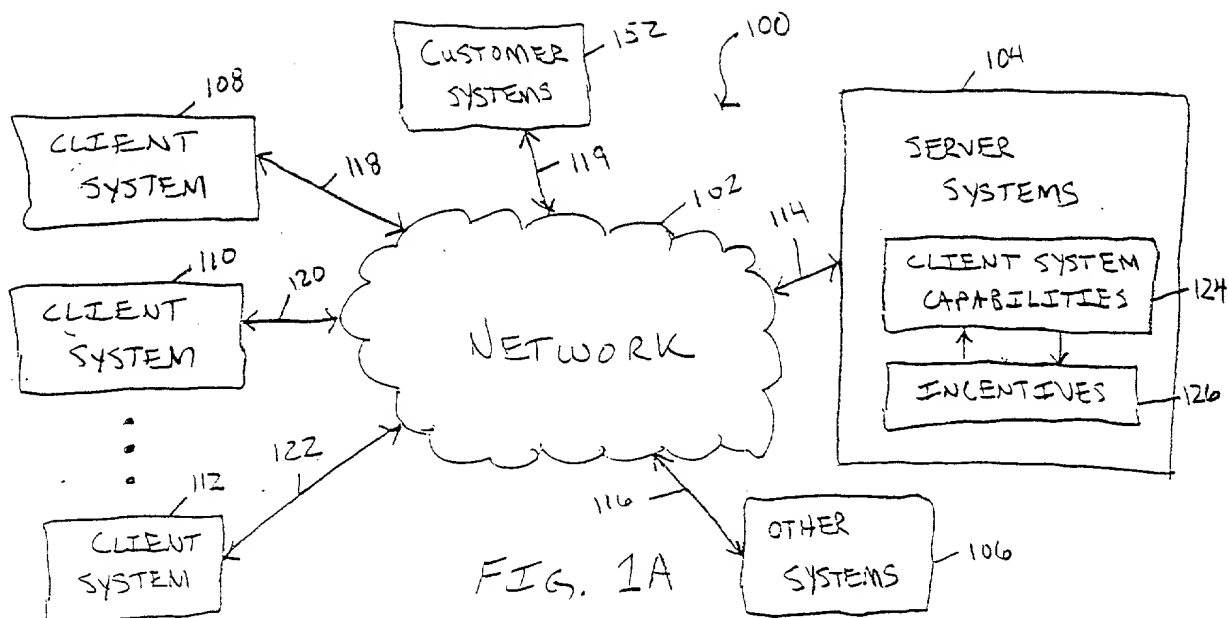 100
CUSTOMER
SYSTEMS
152
108
CLIENT
SYSTEM
118
119
102
114
104
SERVER
SYSTEMS
CLIENT SYSTEM
CAPABILITIES
124
INCENTIVES
126
110
CLIENT
SYSTEM
120
NETWORK
112
CLIENT
SYSTEM
122
116
OTHER
SYSTEMS
106
FIG. 1A